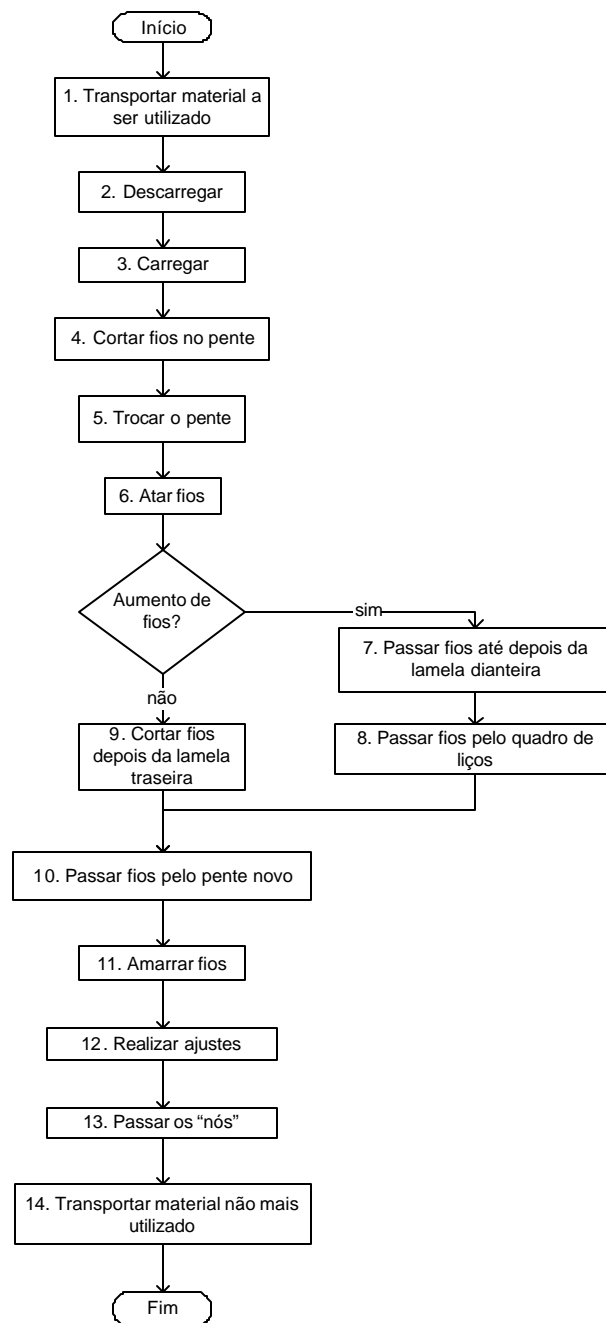 Início
1. Transportar material a
ser utilizado
2. Descarregar
3. Carregar
4. Cortar fios no pente
5. Trocar o pente
6. Atar fios
Aumento de
fios?
sim
7. Passar fios até depois da
lamela dianteira
8. Passar fios pelo quadro de
liços
não
9. Cortar fios
depois da lamela
traseira
10. Passar fios pelo pente novo
11. Amarrar fios
12. Realizar ajustes
13. Passar os “nós”
14. Transportar material não mais
utilizado
Fim